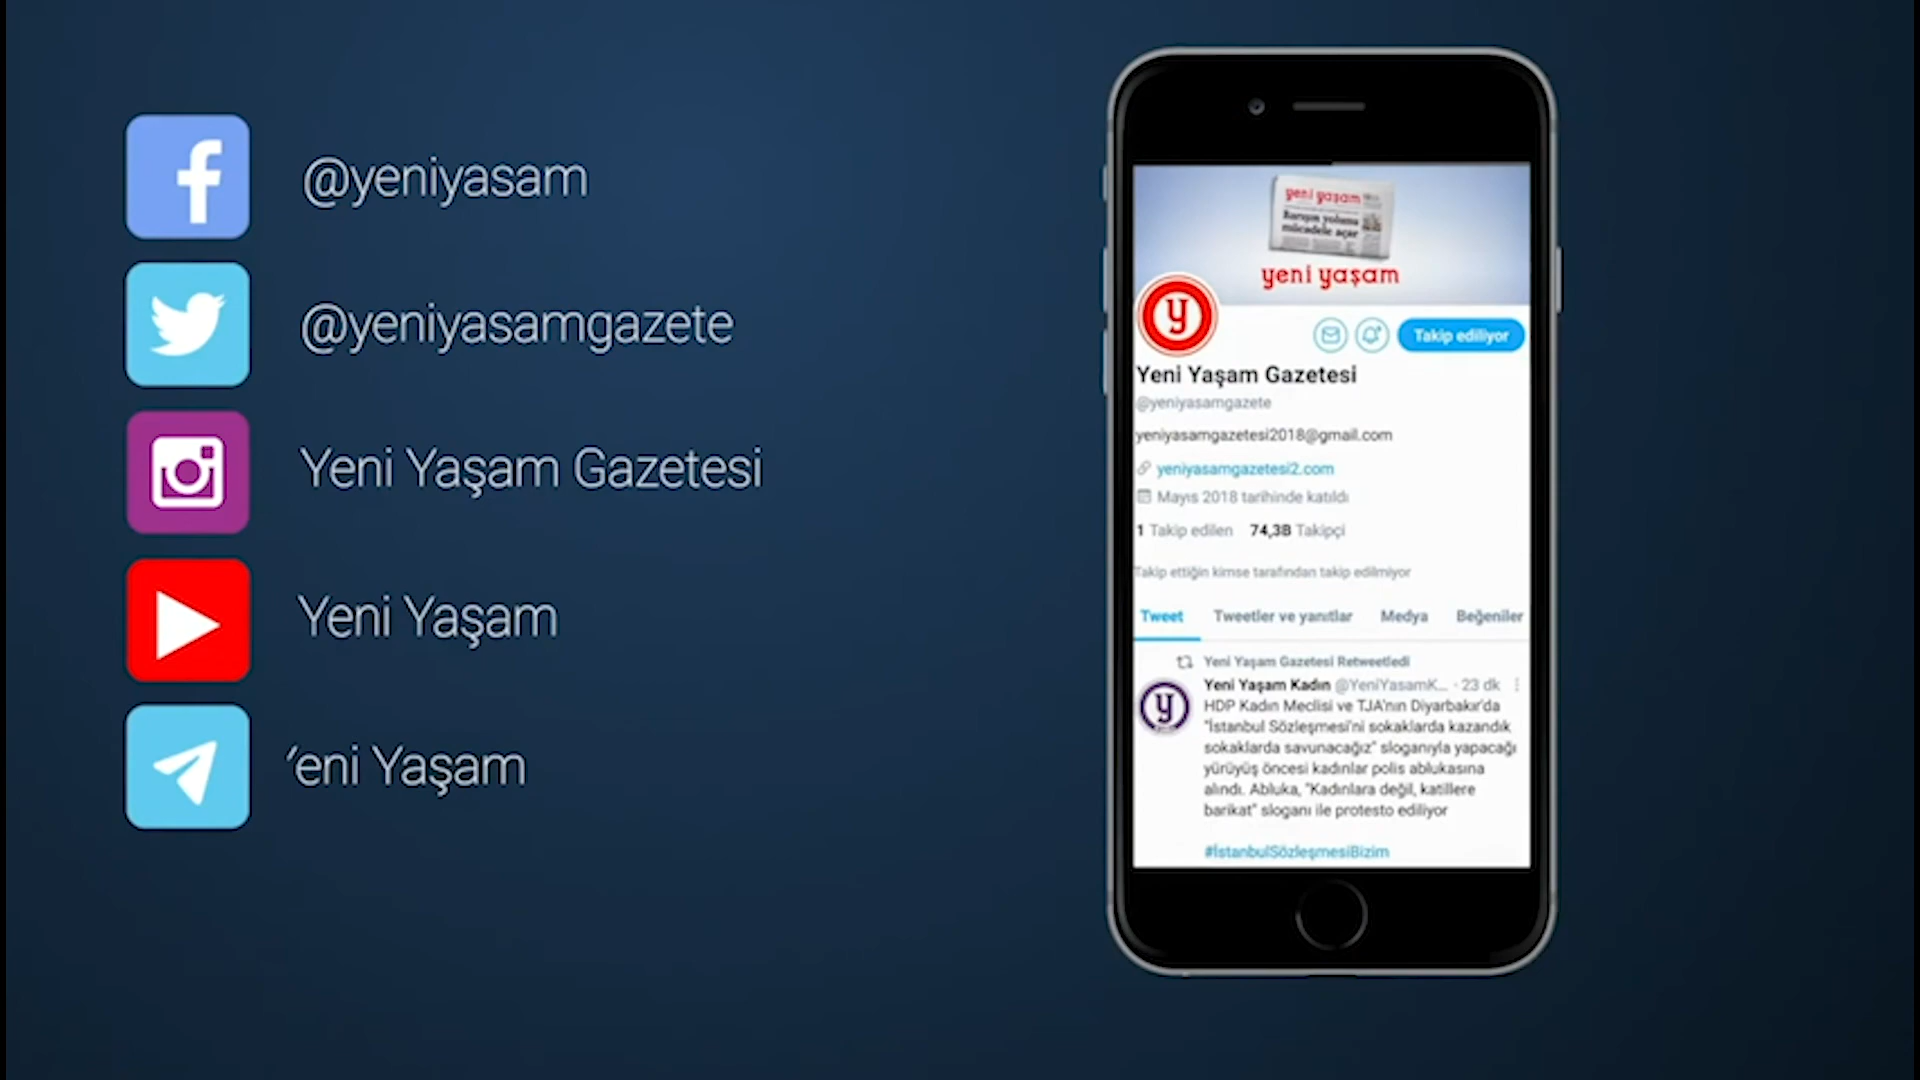 @yeniyasam
@yeniyasamgazete
Yeni Yaşam Gazetesi
Yeni Yaşam
eni Yaşam
yeni yaşam
Barışın yolunu
mücadele açar
yeni yaşam
y
Takip ediliyor
Yeni Yaşam Gazetesi
@yeniyasamgazete
yeniyasamgazetesi2018@gmail.com
yeniyasamgazetesi2.com
Mayıs 2018 tarihinde katıldı
1 Takip edilen 74,3B Takipçi
Takip ettiğin kimse tarafından takip edilmiyor
Tweet Tweetler ve yanıtlar Medya Beğeniler
Yeni Yaşam Gazetesi Retweetledi
y
Yeni Yaşam Kadın @YeniYasamK... · 23 dk
HDP Kadın Meclisi ve TJA'nın Diyarbakır'da
"İstanbul Sözleşmesi'ni sokaklarda kazandık
sokaklarda savunacağız" sloganıyla yapacağı
yürüyüş öncesi kadınlar polis ablukasına
alındı. Abluka, "Kadınlara değil, katillere
barikat" sloganı ile protesto ediliyor
#İstanbulSözleşmesiBizim